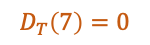 D_T(7) = 0